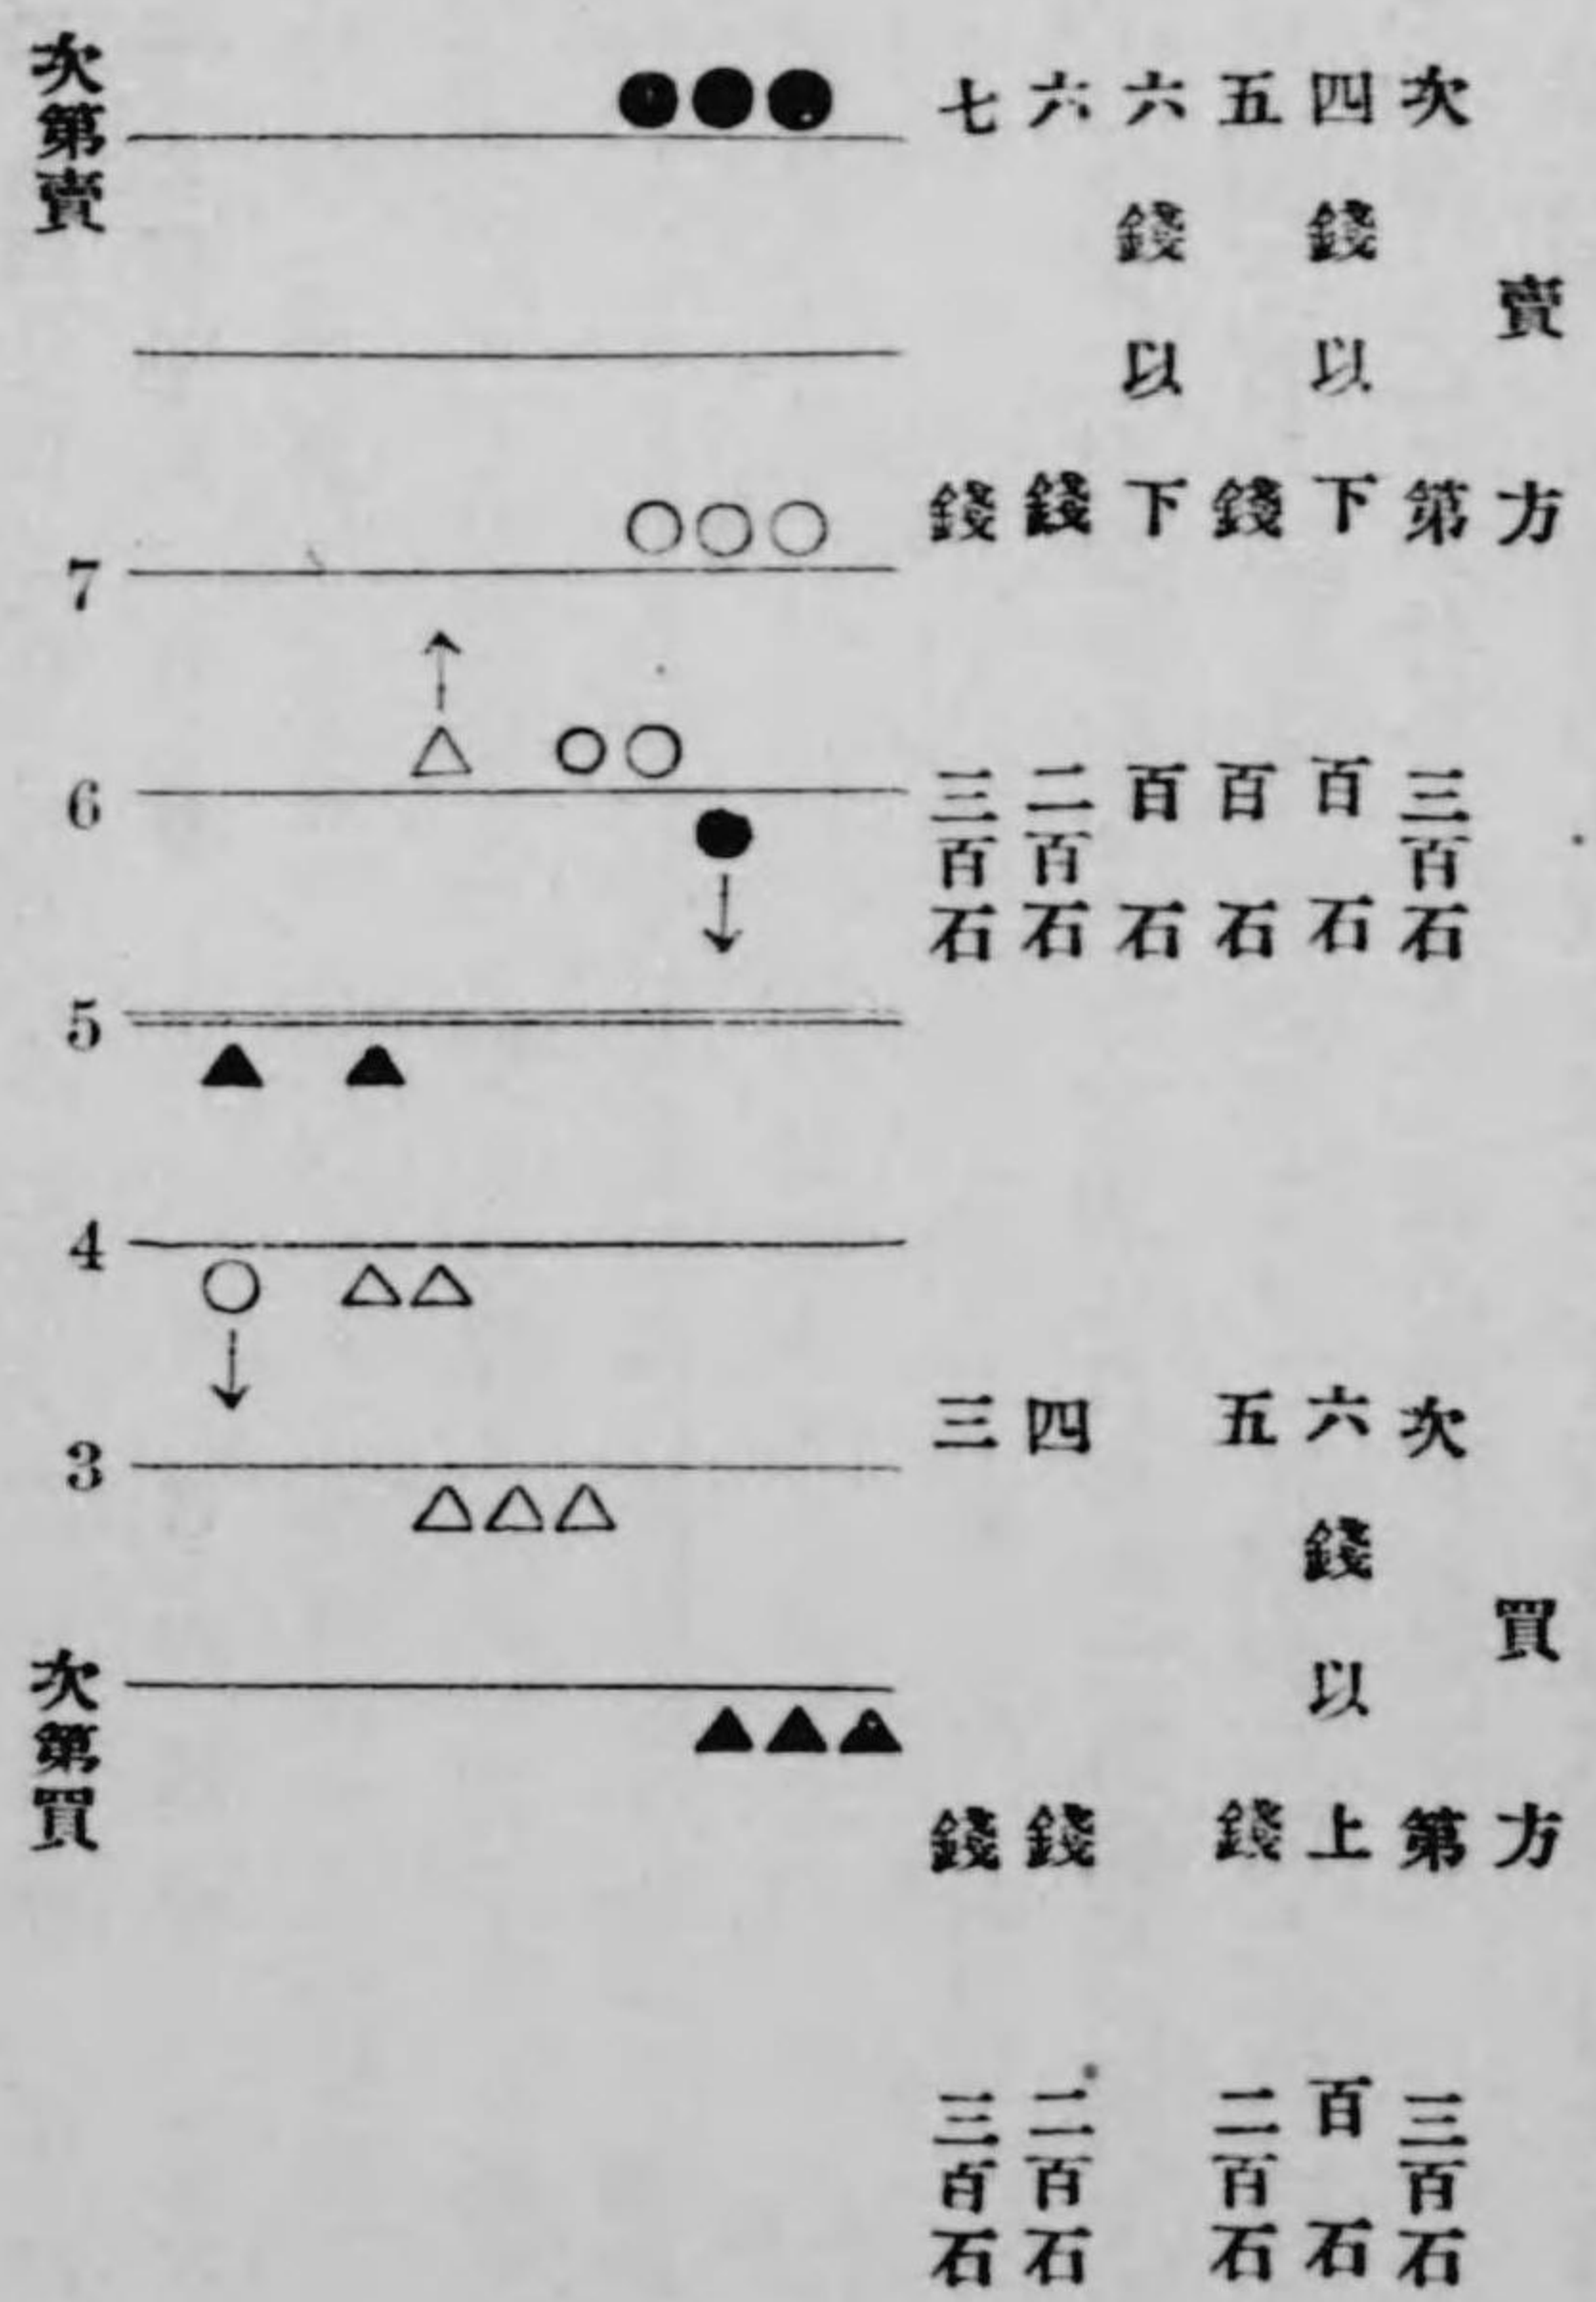 賣方
次第 三百石
四錢以下 百石
五錢 百石
六錢以下 百石
六錢 二百石
七錢 三百石
買方
次第 三百石
六錢以上 百石
五錢 二百石
四錢 二百石
三錢 三百石
次第賣
7
6
5
4
3
次第買